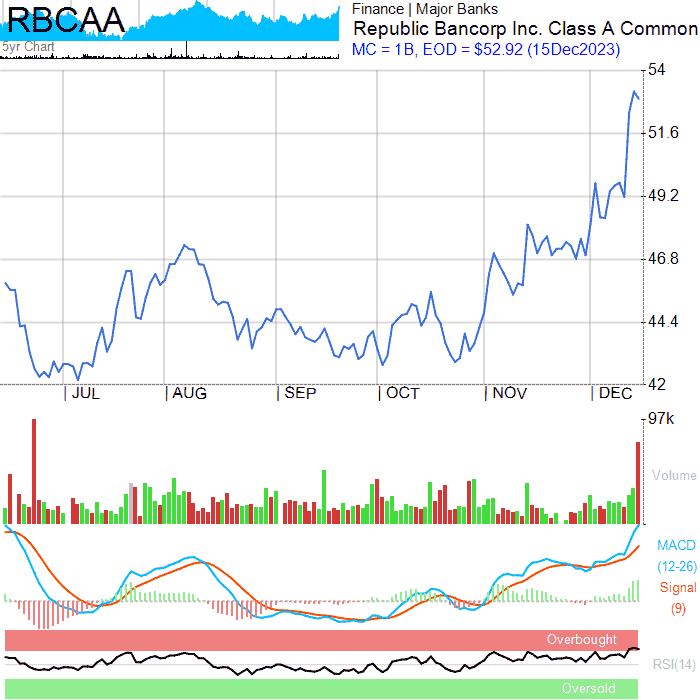 RBCAA
5yr Chart
Finance | Major Banks
Republic Bancorp Inc. Class A Common
MC = 1B, EOD = $52.92 (15Dec2023)
54
51.6
49.2
46.8
44.4
42
| JUL | AUG | SEP | OCT | NOV | DEC
97k
Volume
MACD
(12-26)
Signal
(9)
Overbought
RSI(14)
Oversold